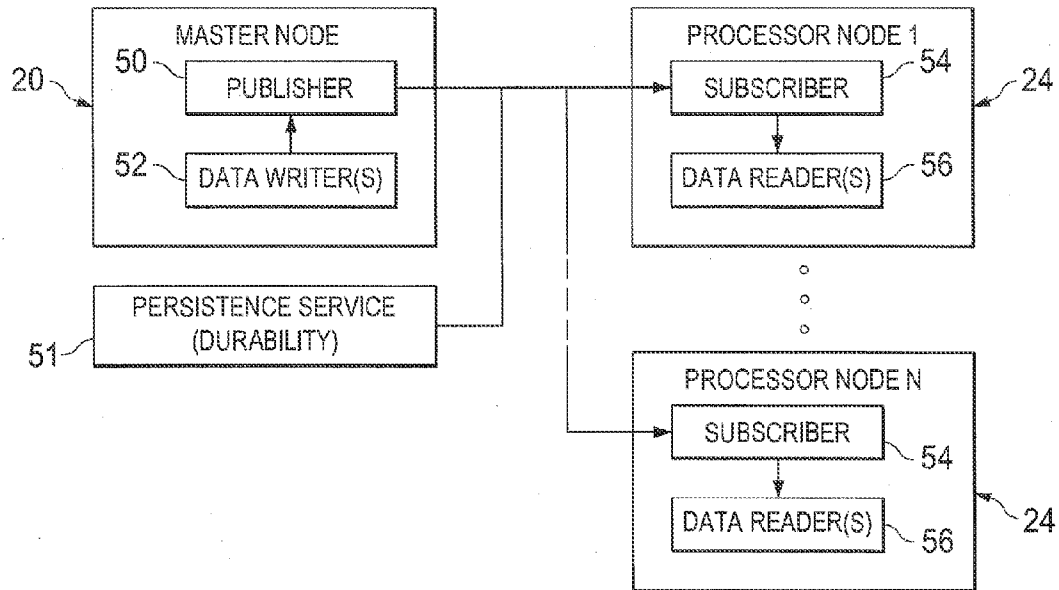 MASTER NODE
50
20
PUBLISHER
52
DATA WRITER(S)
PERSISTENCE SERVICE
(DURABILITY)
51
PROCESSOR NODE 1
54
24
SUBSCRIBER
DATA READER(S)
56
PROCESSOR NODE N
SUBSCRIBER
54
DATA READER(S)
24
56